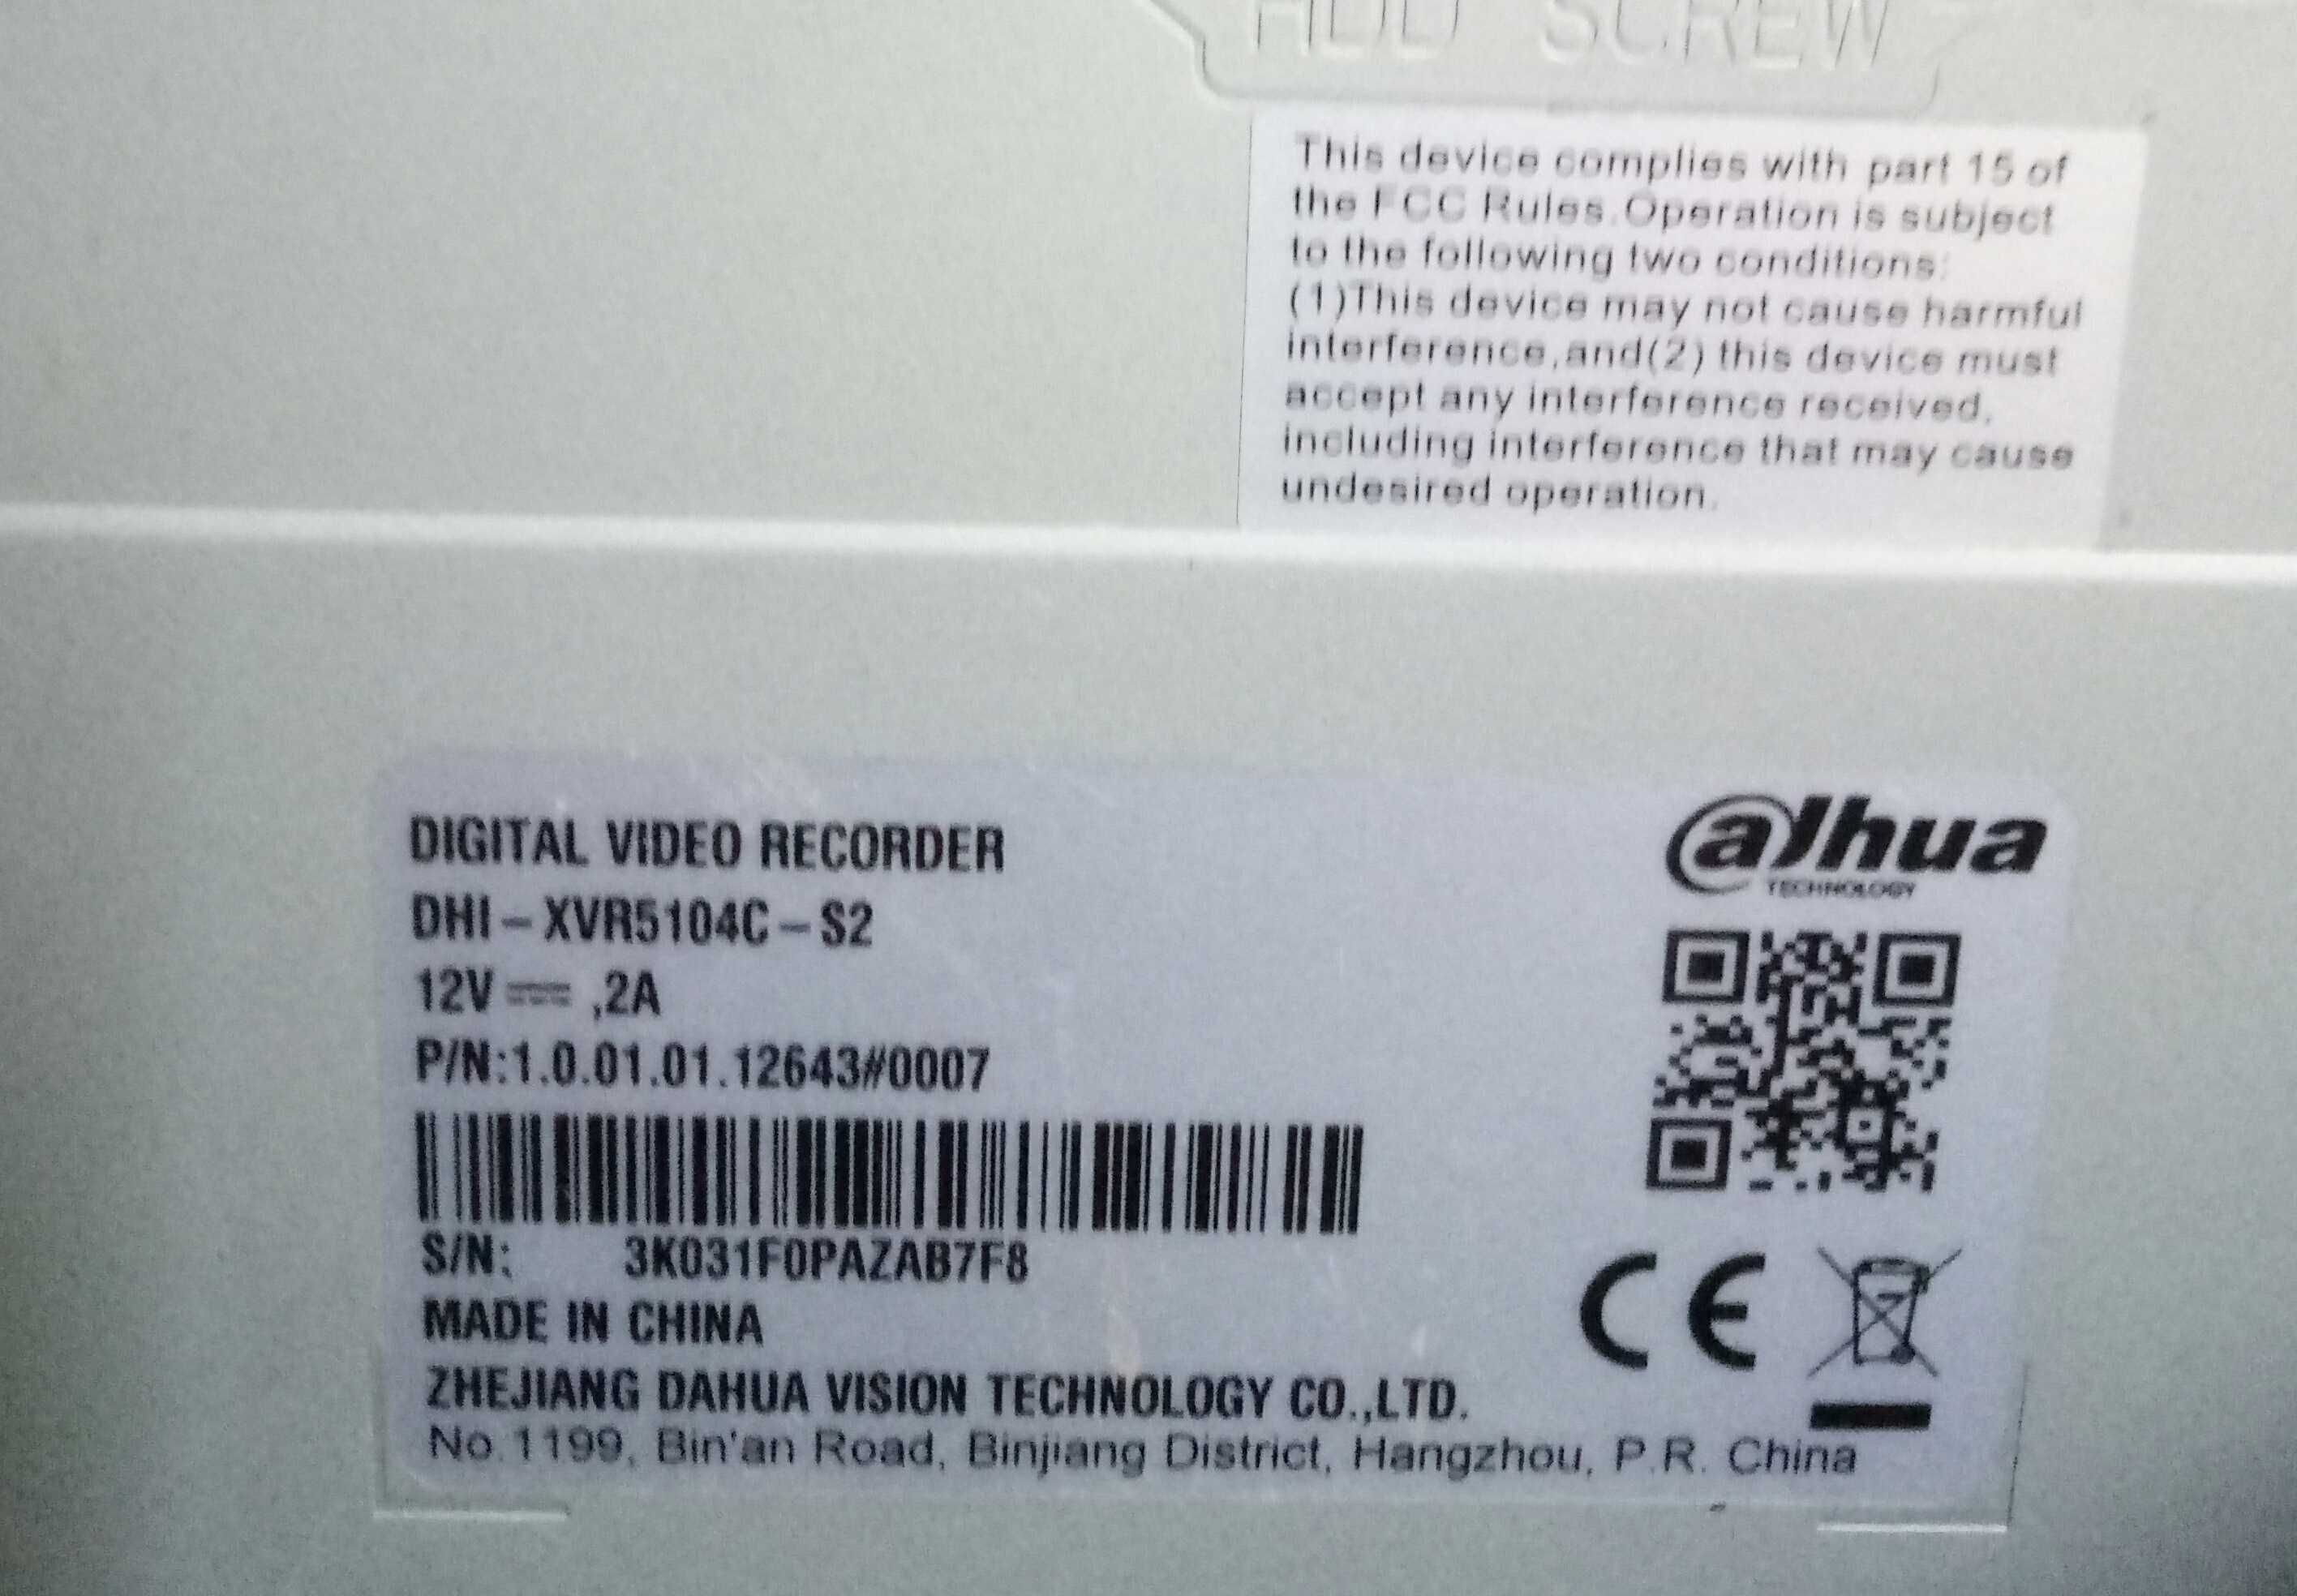 HDD SCREW
This device complies with part 15 of
the FCC Rules.Operation is subject
to the following two conditions:
(1)This device may not cause harmful
interference,and(2) this device must
accept any interference received,
including interference that may cause
undesired operation.
alhua
TECHNOLOGY
DIGITAL VIDEO RECORDER
DHI-XVR5104C-S2
12V⎓,2A
P/N:1.0.01.01.12643#0007
S/N: 3K031F0PAZAB7F8
CE
MADE IN CHINA
ZHEJIANG DAHUA VISION TECHNOLOGY CO.,LTD.
No.1199, Bin'an Road, Binjiang District, Hangzhou, P.R. China